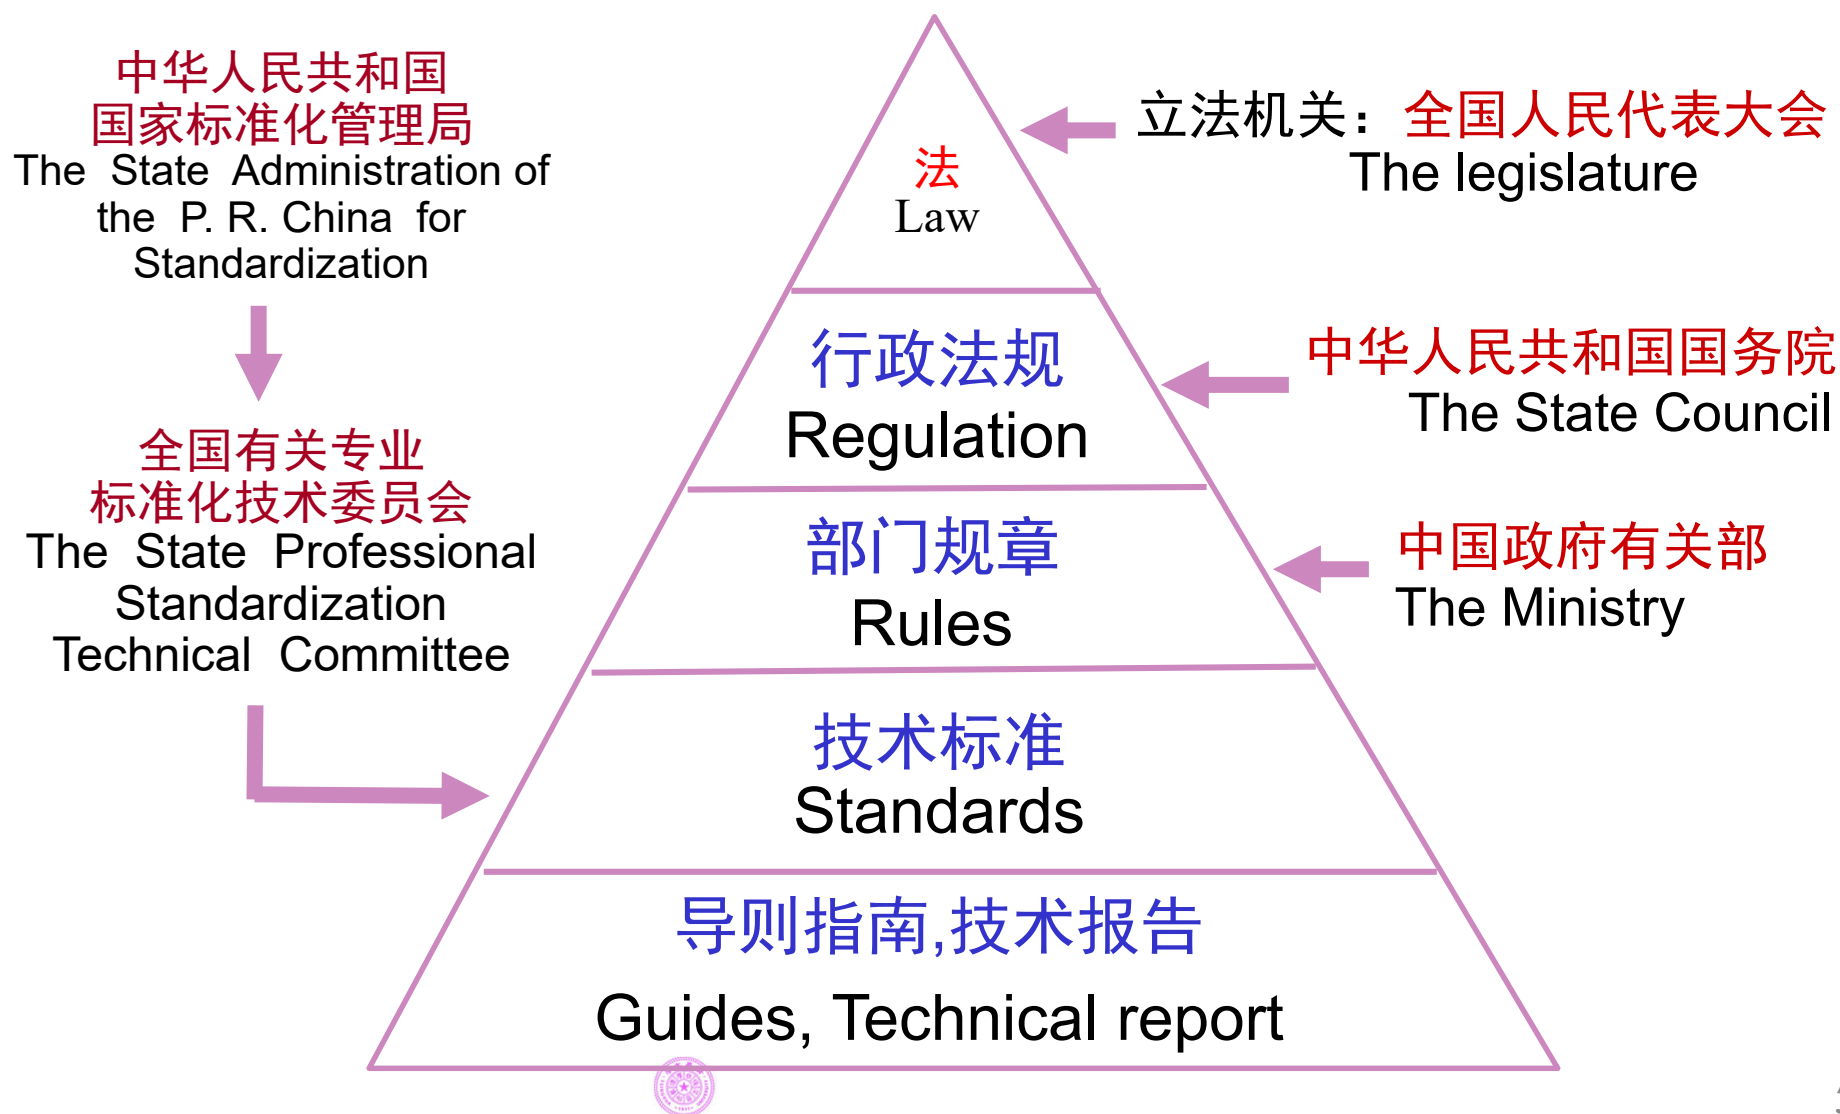 中华人民共和国
国家标准化管理局
The State Administration of
the P. R. China for
Standardization
全国有关专业
标准化技术委员会
The State Professional
Standardization
Technical Committee
法
Law
行政法规
Regulation
部门规章
Rules
技术标准
Standards
导则指南,技术报告
Guides, Technical report
立法机关：全国人民代表大会
The legislature
中华人民共和国国务院
The State Council
中国政府有关部
The Ministry